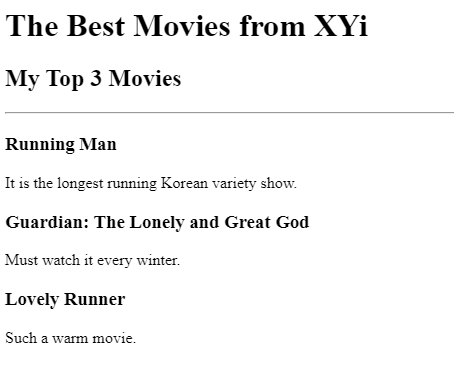 The Best Movies from XYi
My Top 3 Movies
Running Man
It is the longest running Korean variety show.
Guardian: The Lonely and Great God
Must watch it every winter.
Lovely Runner
Such a warm movie.